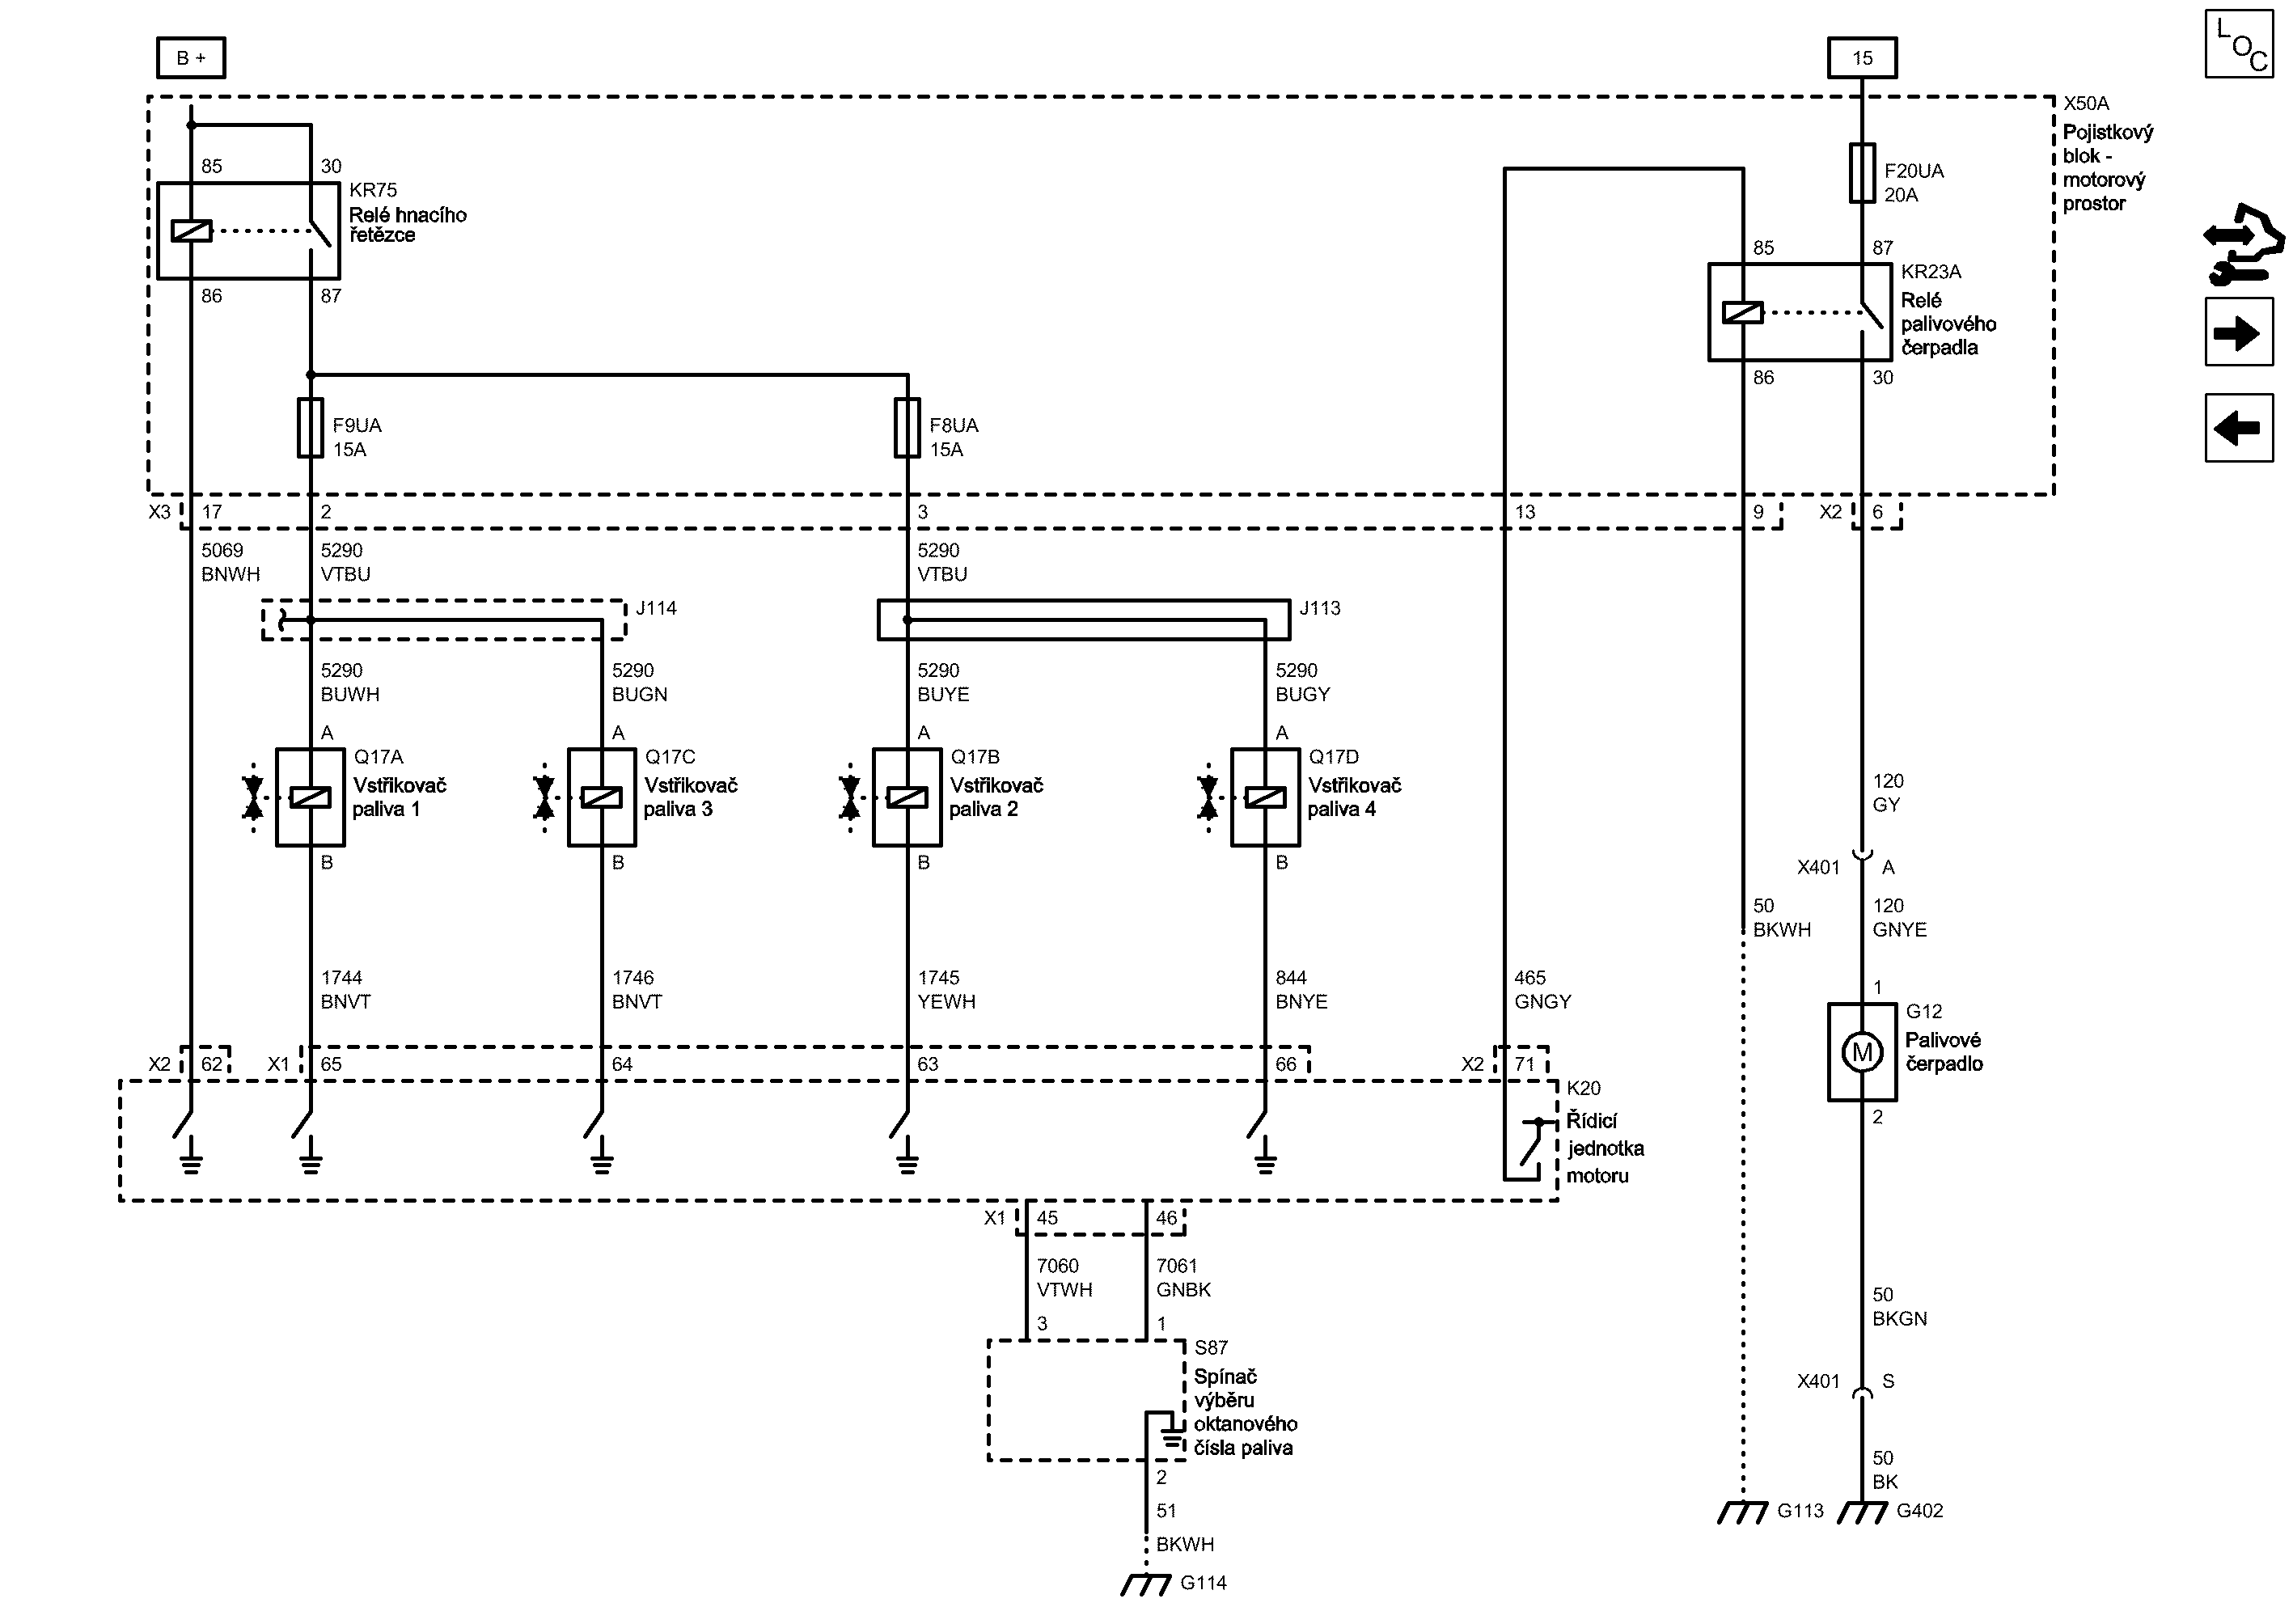 B +
15
L
O
C
X50A
Pojistkový
blok -
motorový
prostor
85
30
KR75
Relé hnacího
řetězce
86
87
F20UA
20A
85
87
KR23A
Relé
palivového
čerpadla
86
30
F9UA
15A
F8UA
15A
X3
17
2
3
13
9
X2
6
5069
BNWH
5290
VTBU
5290
VTBU
J114
J113
5290
BUWH
5290
BUGN
5290
BUYE
5290
BUGY
A
A
A
A
Q17A
Vstřikovač
paliva 1
Q17C
Vstřikovač
paliva 3
Q17B
Vstřikovač
paliva 2
Q17D
Vstřikovač
paliva 4
B
B
B
B
120
GY
X401
A
50
BKWH
120
GNYE
1744
BNVT
1746
BNVT
1745
YEWH
844
BNYE
465
GNGY
1
G12
Palivové
čerpadlo
M
2
X2
62
X1
65
64
63
66
X2
71
K20
Řídicí
jednotka
motoru
X1
45
46
7060
VTWH
7061
GNBK
3
1
S87
Spínač
výběru
oktanového
čísla paliva
2
51
BKWH
G114
50
BKGN
X401
S
50
BK
G113
G402